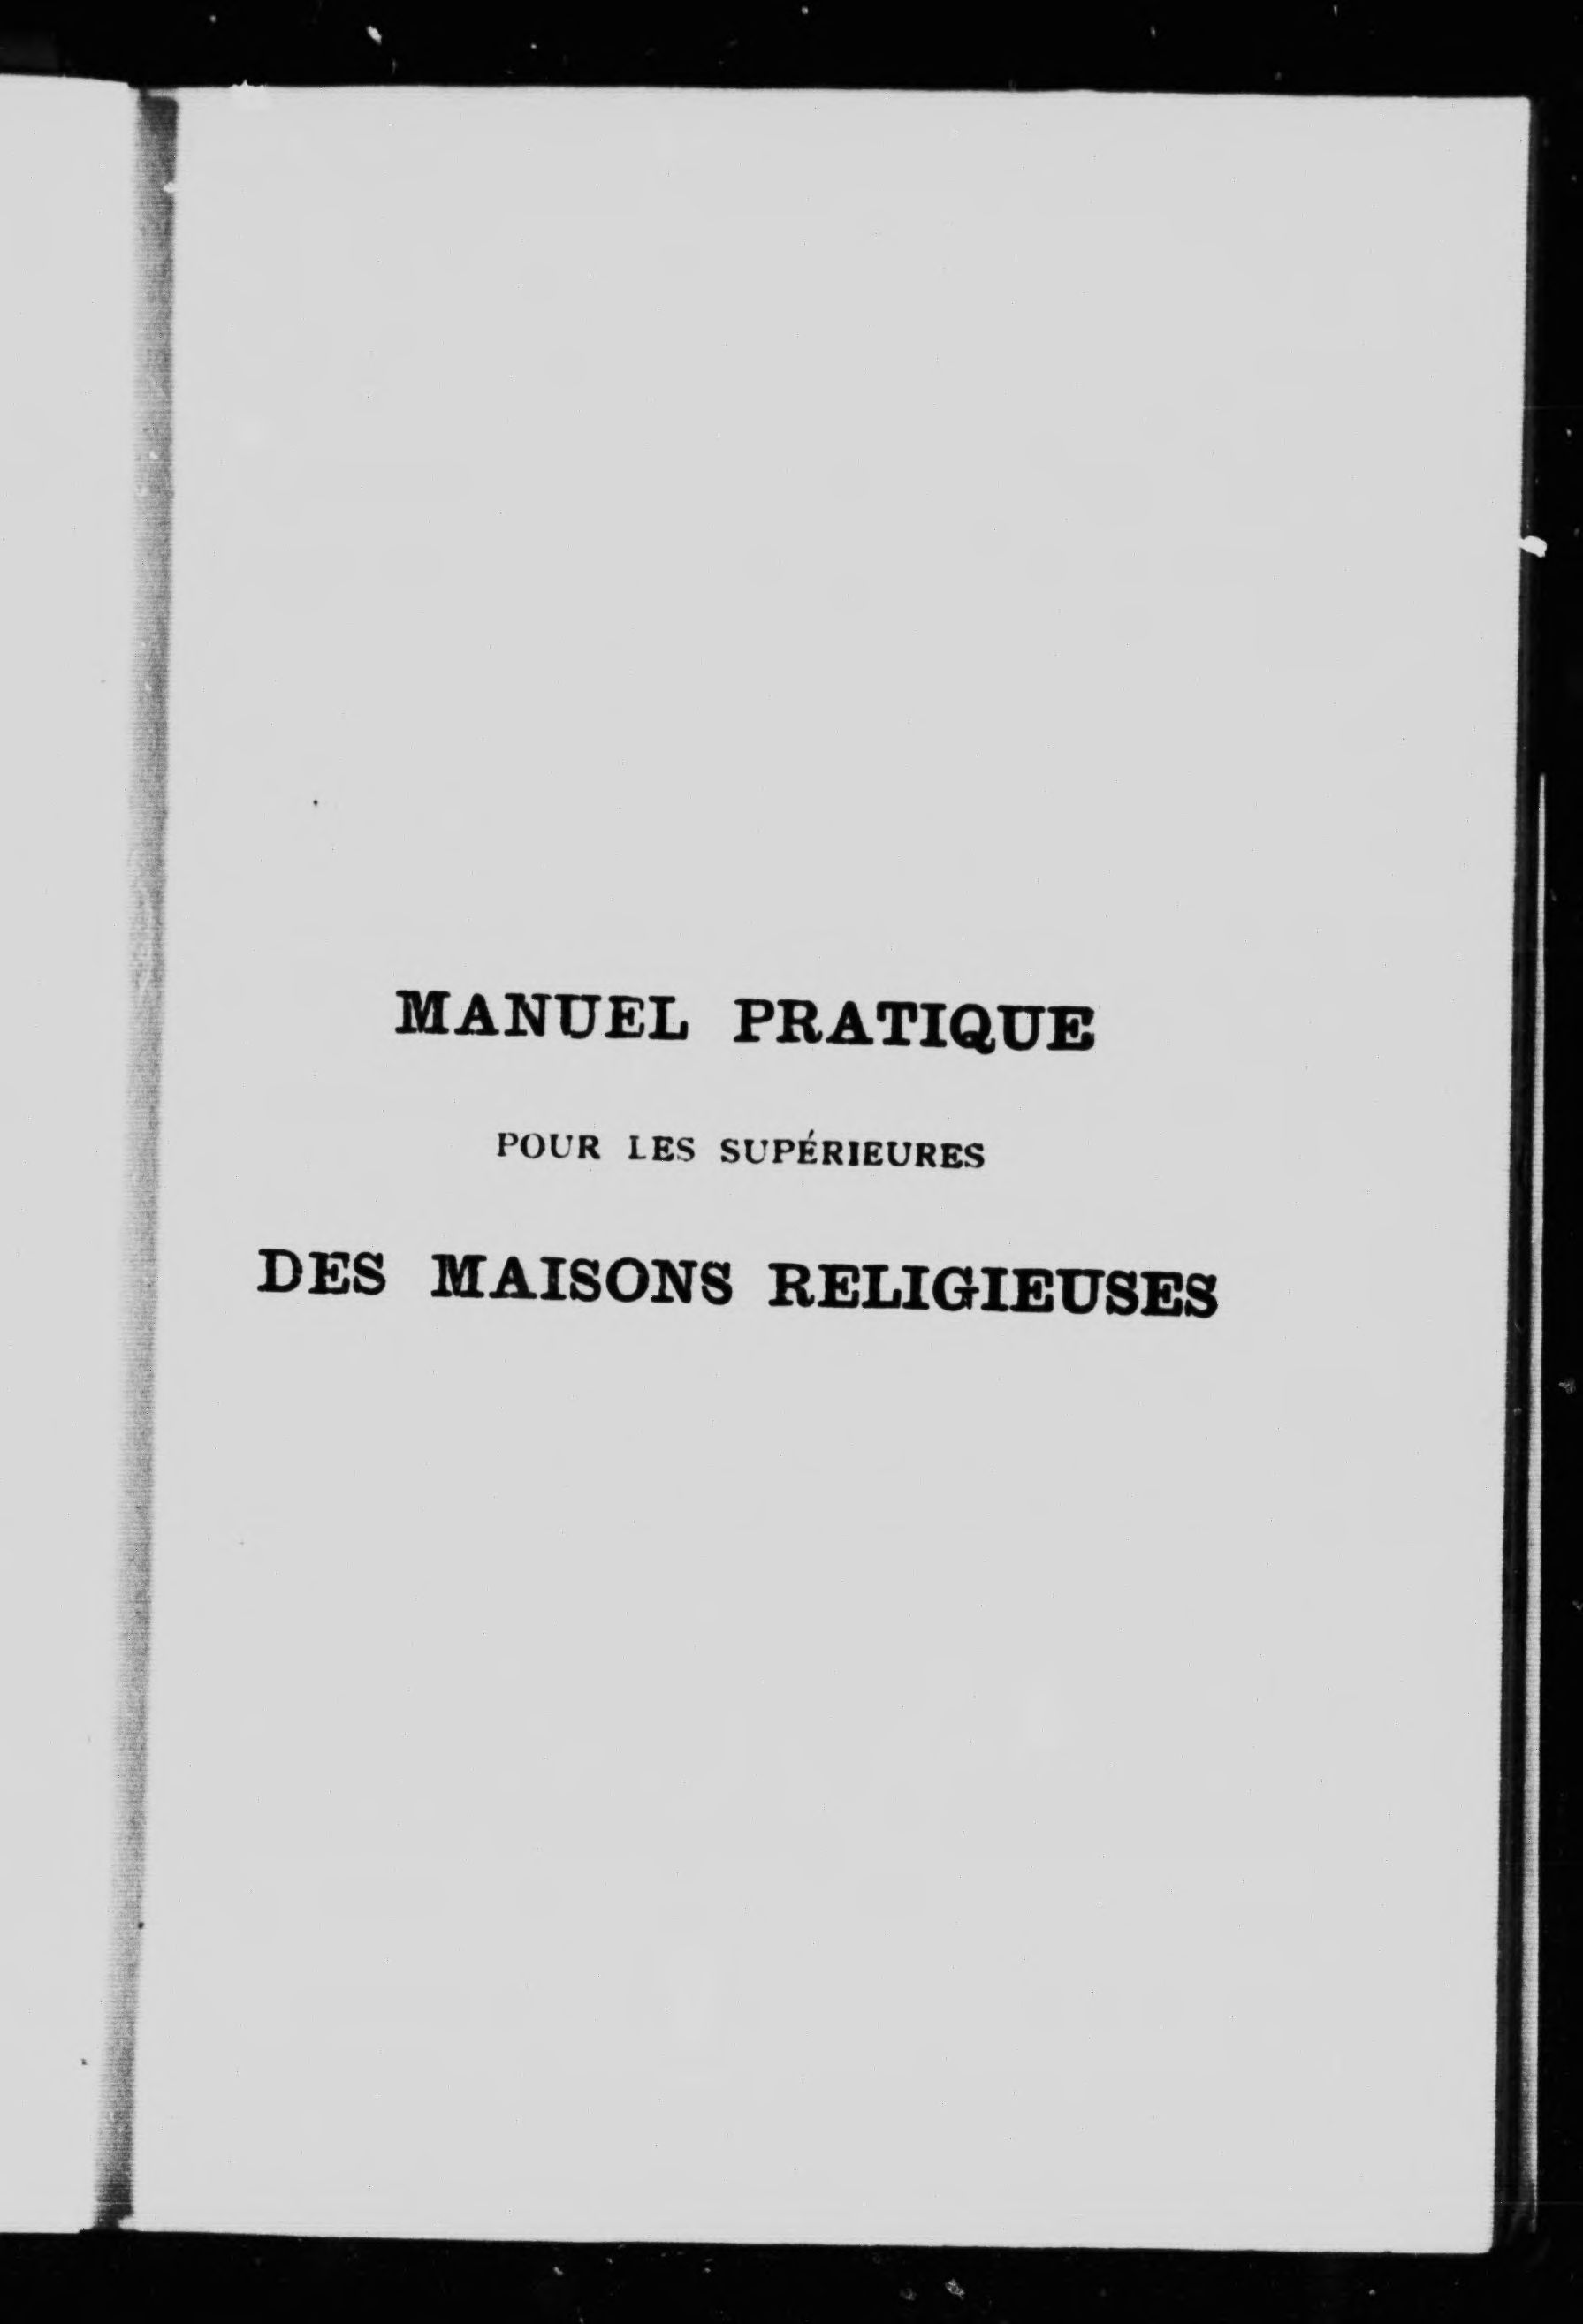 MANUEL PRATIQUE
POUR LES SUPÉRIEURES
DES MAISONS RELIGIEUSES